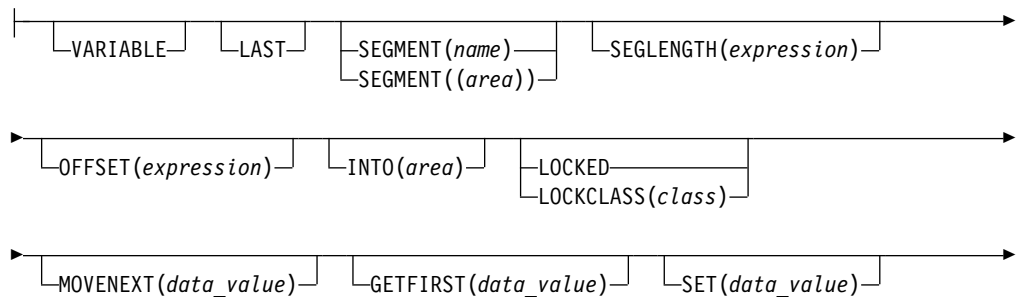 VARIABLE LAST SEGMENT(name) SEGLENGTH(expression)
SEGMENT((area))
OFFSET(expression) INTO(area) LOCKED
LOCKCLASS(class)
MOVENEXT(data_value) GETFIRST(data_value) SET(data_value)